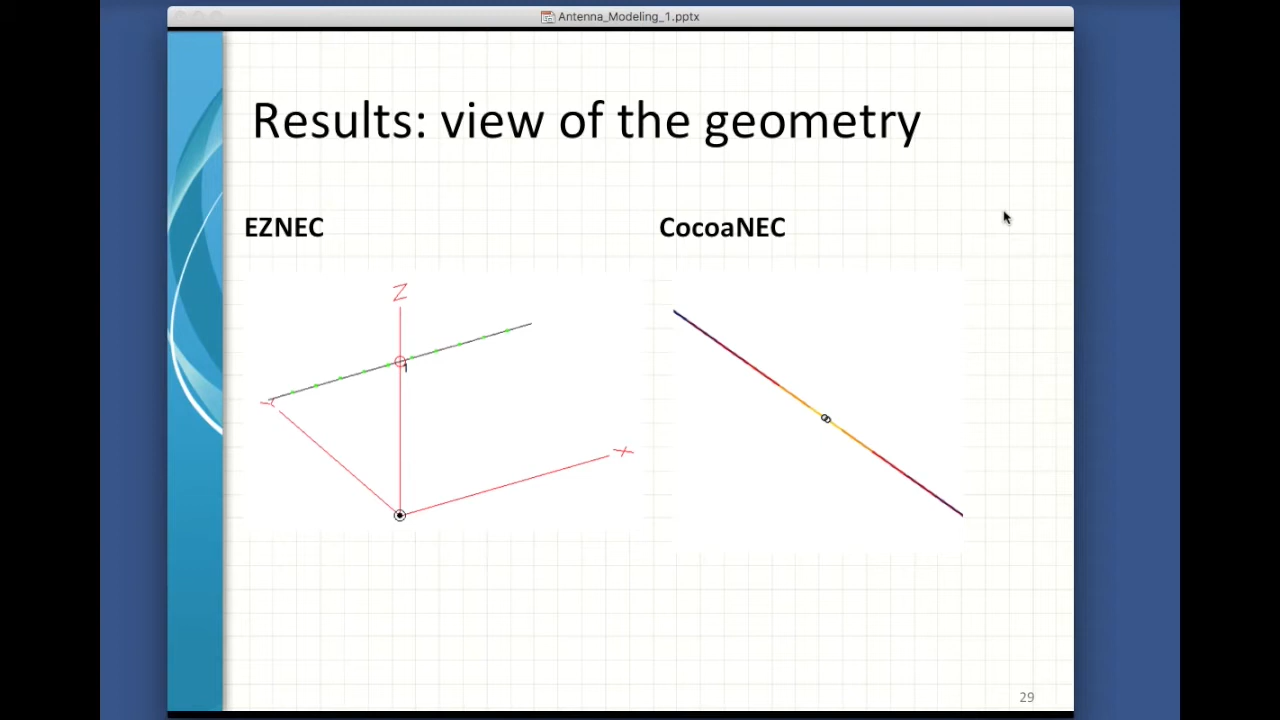 Antenna_Modeling_1.pptx
Results: view of the geometry
EZNEC
CocoaNEC
Z
1
Y
X
29